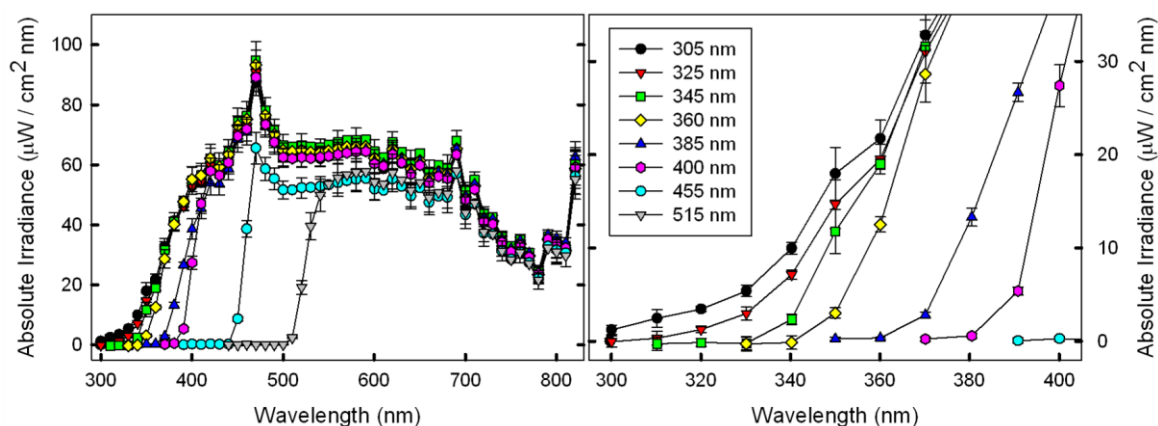 Absolute Irradiance (µW / cm² nm)
100
80
60
40
20
0
300 400 500 600 700 800
Wavelength (nm)
305 nm
325 nm
345 nm
360 nm
385 nm
400 nm
455 nm
515 nm
300 320 340 360 380 400
Wavelength (nm)
30
20
10
0
Absolute Irradiance (µW / cm² nm)